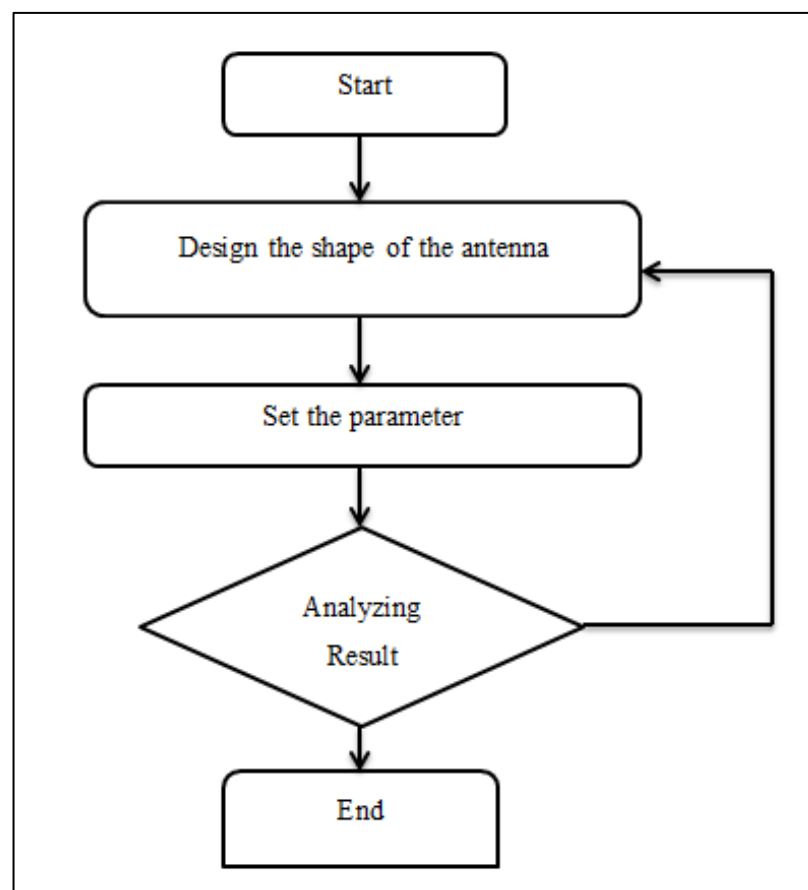 Start
Design the shape of the antenna
Set the parameter
Analyzing
Result
End